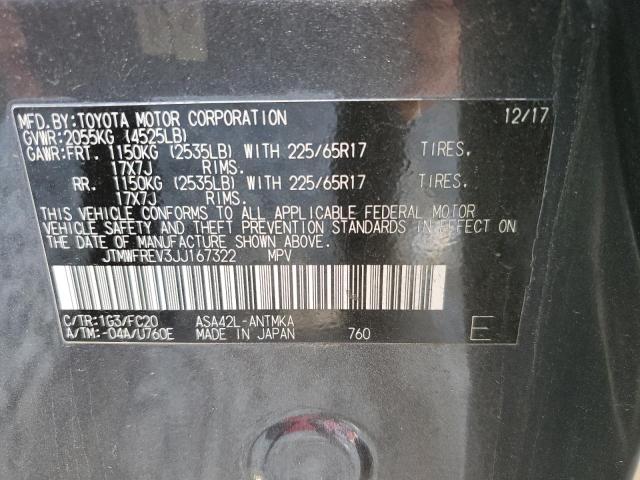 MFD.BY:TOYOTA MOTOR CORPORATION 12/17
GVWR:2055KG (4525LB)
GAWR:FRT. 1150KG (2535LB) WITH 225/65R17 TIRES,
17X7J RIMS.
RR. 1150KG (2535LB) WITH 225/65R17 TIRES,
17X7J RIMS.
THIS VEHICLE CONFORMS TO ALL APPLICABLE FEDERAL MOTOR
VEHICLE SAFETY AND THEFT PREVENTION STANDARDS IN EFFECT ON
THE DATE OF MANUFACTURE SHOWN ABOVE.
JTMWFREV3JJ167322 MPV
C/TR:1G3/FC20 ASA42L-ANTMKA
A/TM:-04A/U760E MADE IN JAPAN 760 E